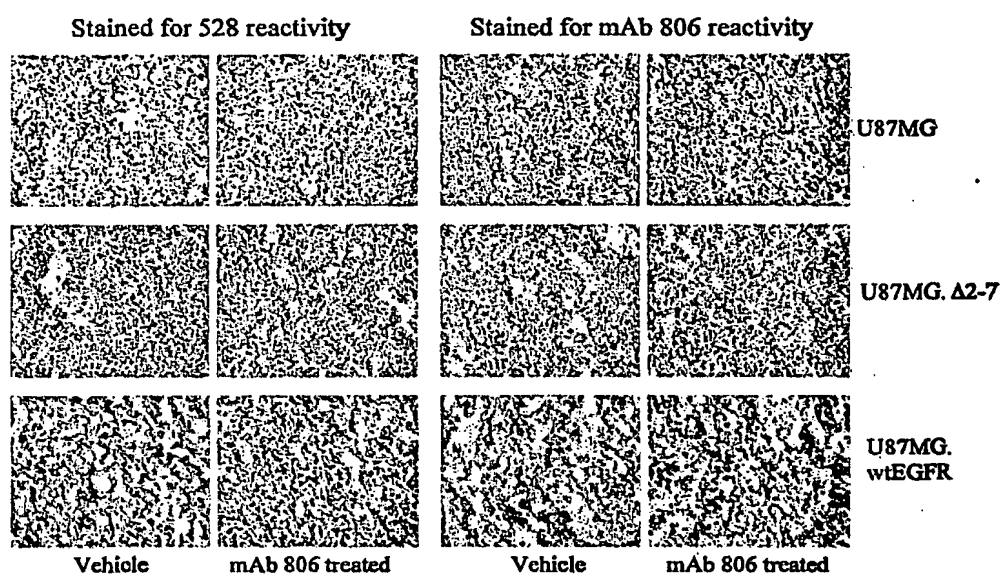 Stained for 528 reactivity
Stained for mAb 806 reactivity
U87MG
U87MG. Δ2-7
U87MG.
wtEGFR
Vehicle
mAb 806 treated
Vehicle
mAb 806 treated